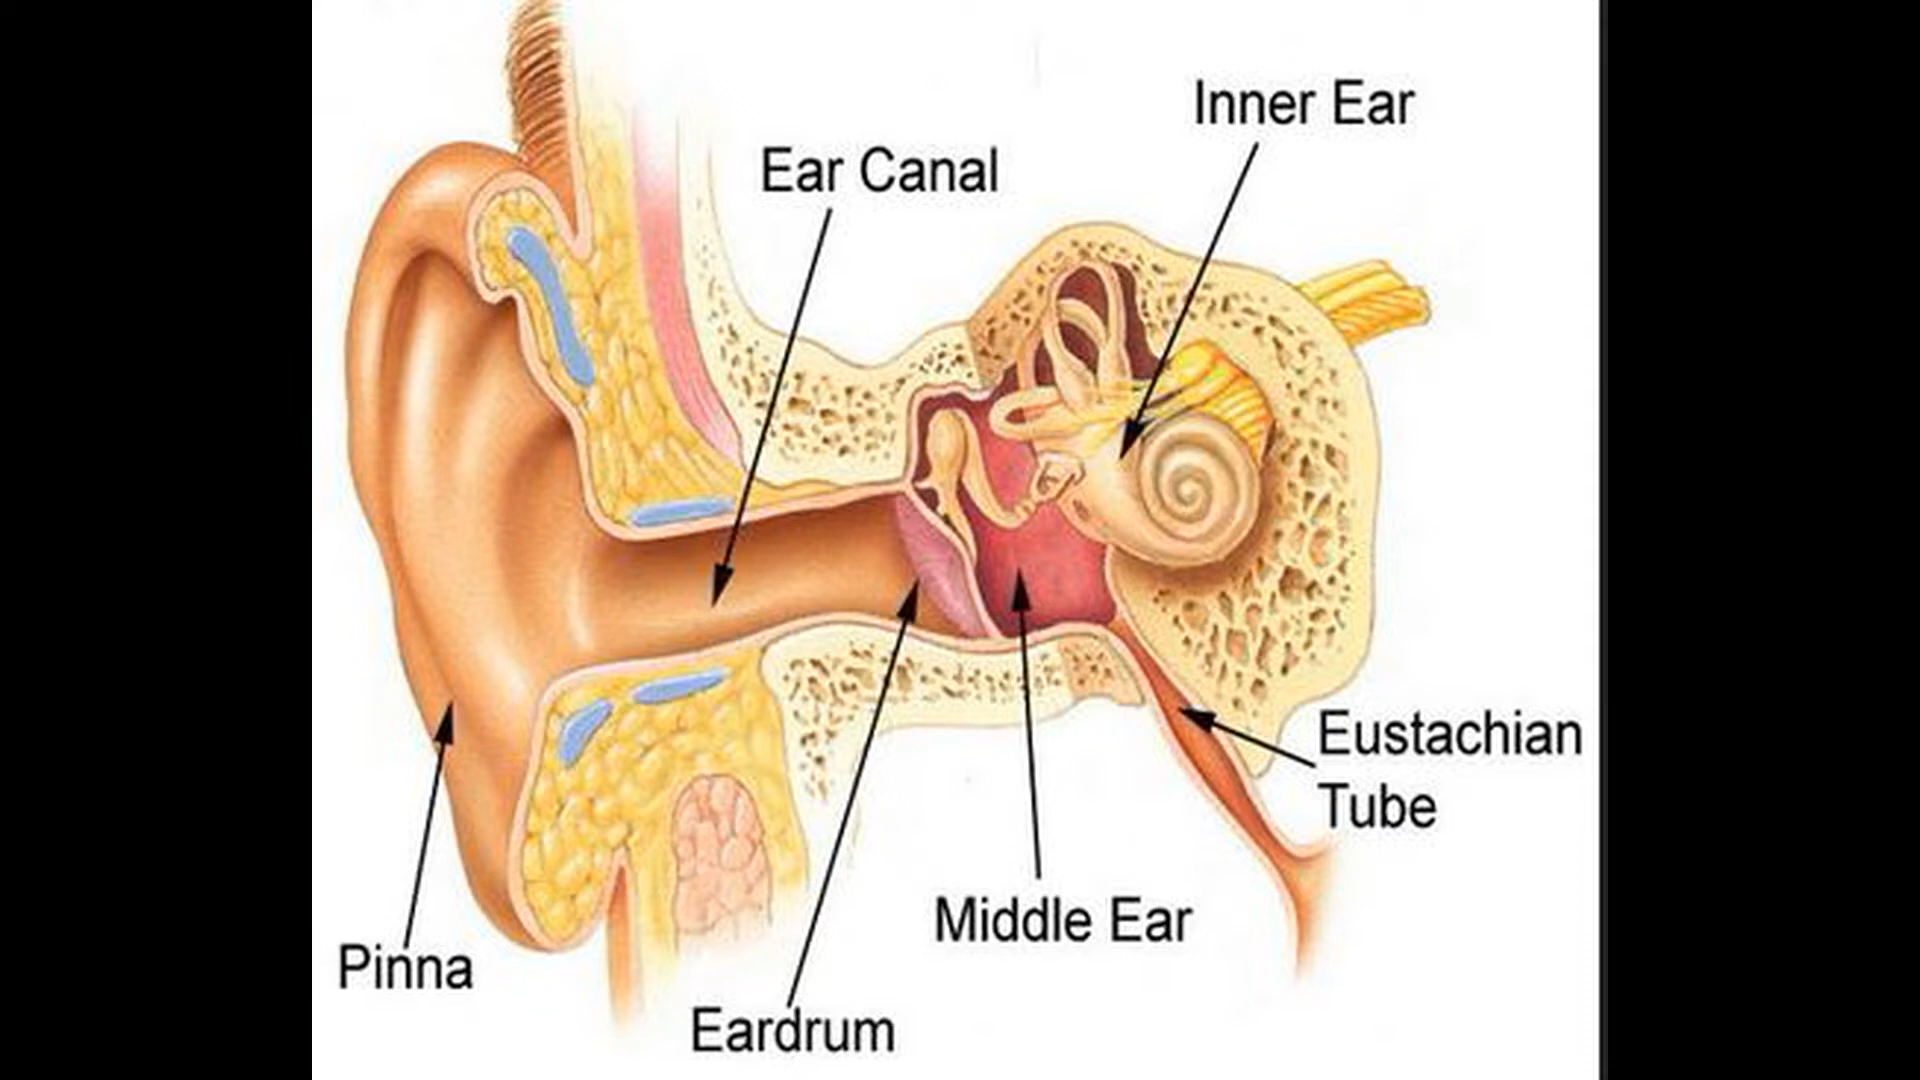 Inner Ear
Ear Canal
Eustachian
Tube
Middle Ear
Pinna
Eardrum